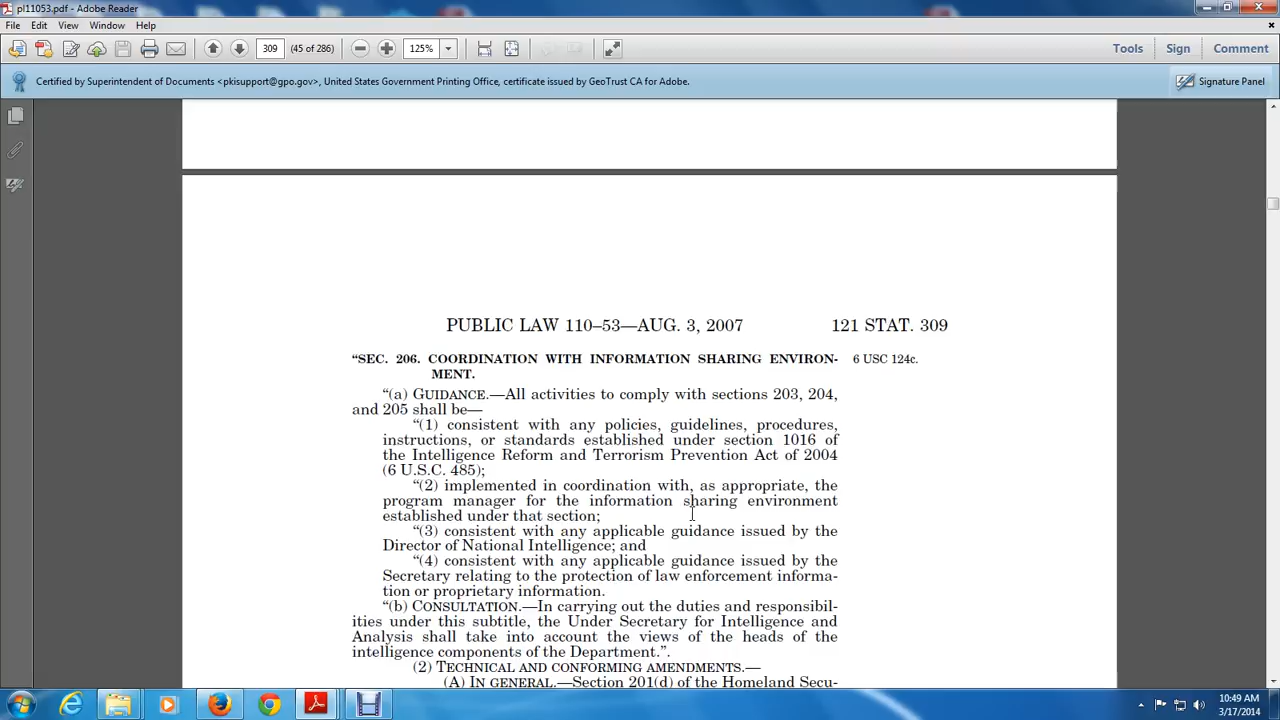 pl11053.pdf - Adobe Reader
File Edit View Window Help
309 (45 of 286) 125% Tools Sign Comment
Certified by Superintendent of Documents <pkisupport@gpo.gov>, United States Government Printing Office, certificate issued by GeoTrust CA for Adobe. Signature Panel
PUBLIC LAW 110–53—AUG. 3, 2007 121 STAT. 309
“SEC. 206. COORDINATION WITH INFORMATION SHARING ENVIRON- 6 USC 124c.
MENT.
“(a) GUIDANCE.—All activities to comply with sections 203, 204,
and 205 shall be—
“(1) consistent with any policies, guidelines, procedures,
instructions, or standards established under section 1016 of
the Intelligence Reform and Terrorism Prevention Act of 2004
(6 U.S.C. 485);
“(2) implemented in coordination with, as appropriate, the
program manager for the information sharing environment
established under that section;
“(3) consistent with any applicable guidance issued by the
Director of National Intelligence; and
“(4) consistent with any applicable guidance issued by the
Secretary relating to the protection of law enforcement informa-
tion or proprietary information.
“(b) CONSULTATION.—In carrying out the duties and responsibil-
ities under this subtitle, the Under Secretary for Intelligence and
Analysis shall take into account the views of the heads of the
intelligence components of the Department.”.
(2) TECHNICAL AND CONFORMING AMENDMENTS.—
(A) IN GENERAL.—Section 201(d) of the Homeland Secu-
10:49 AM
3/17/2014